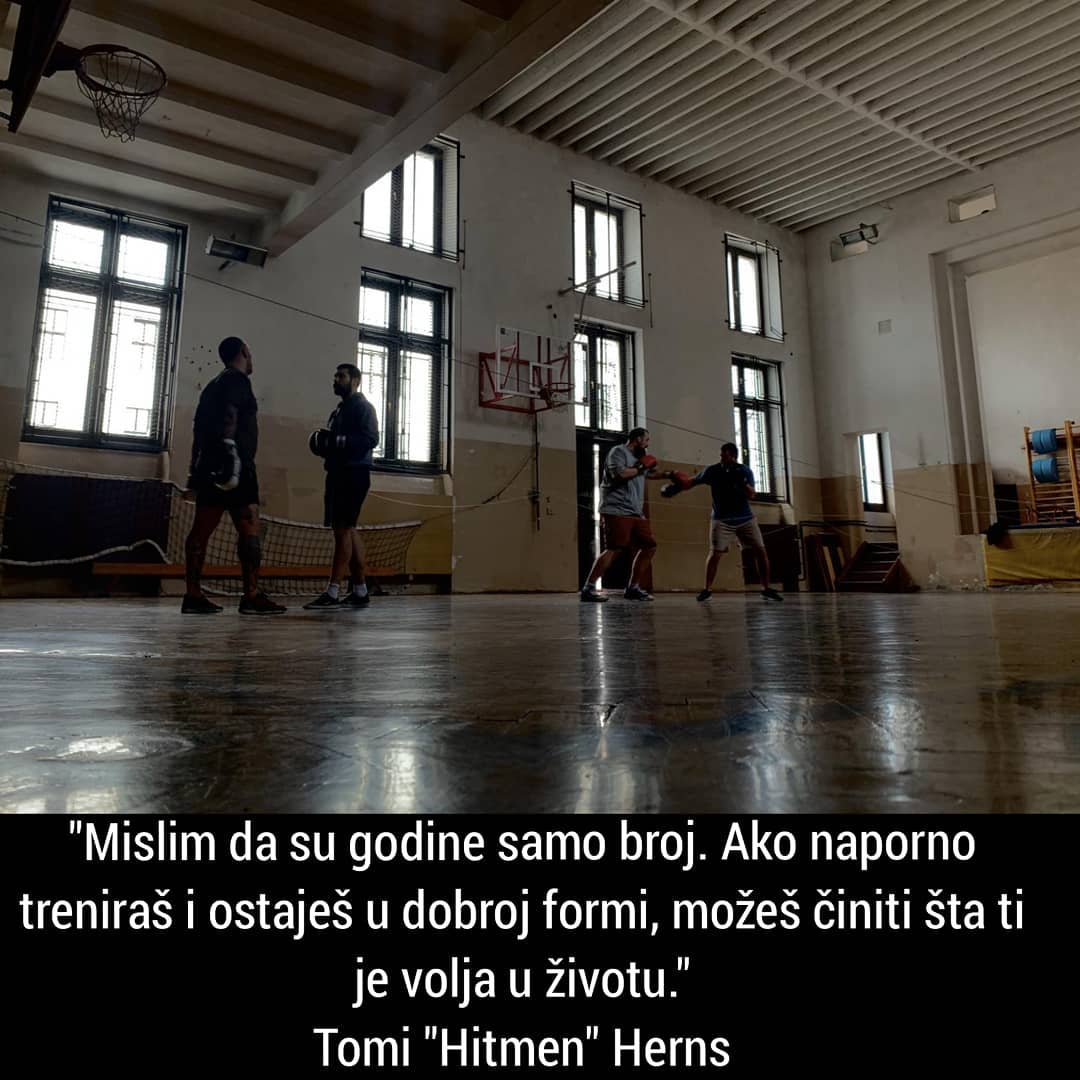 "Mislim da su godine samo broj. Ako naporno
treniraš i ostaješ u dobroj formi, možeš činiti šta ti
je volja u životu."
Tomi "Hitmen" Herns